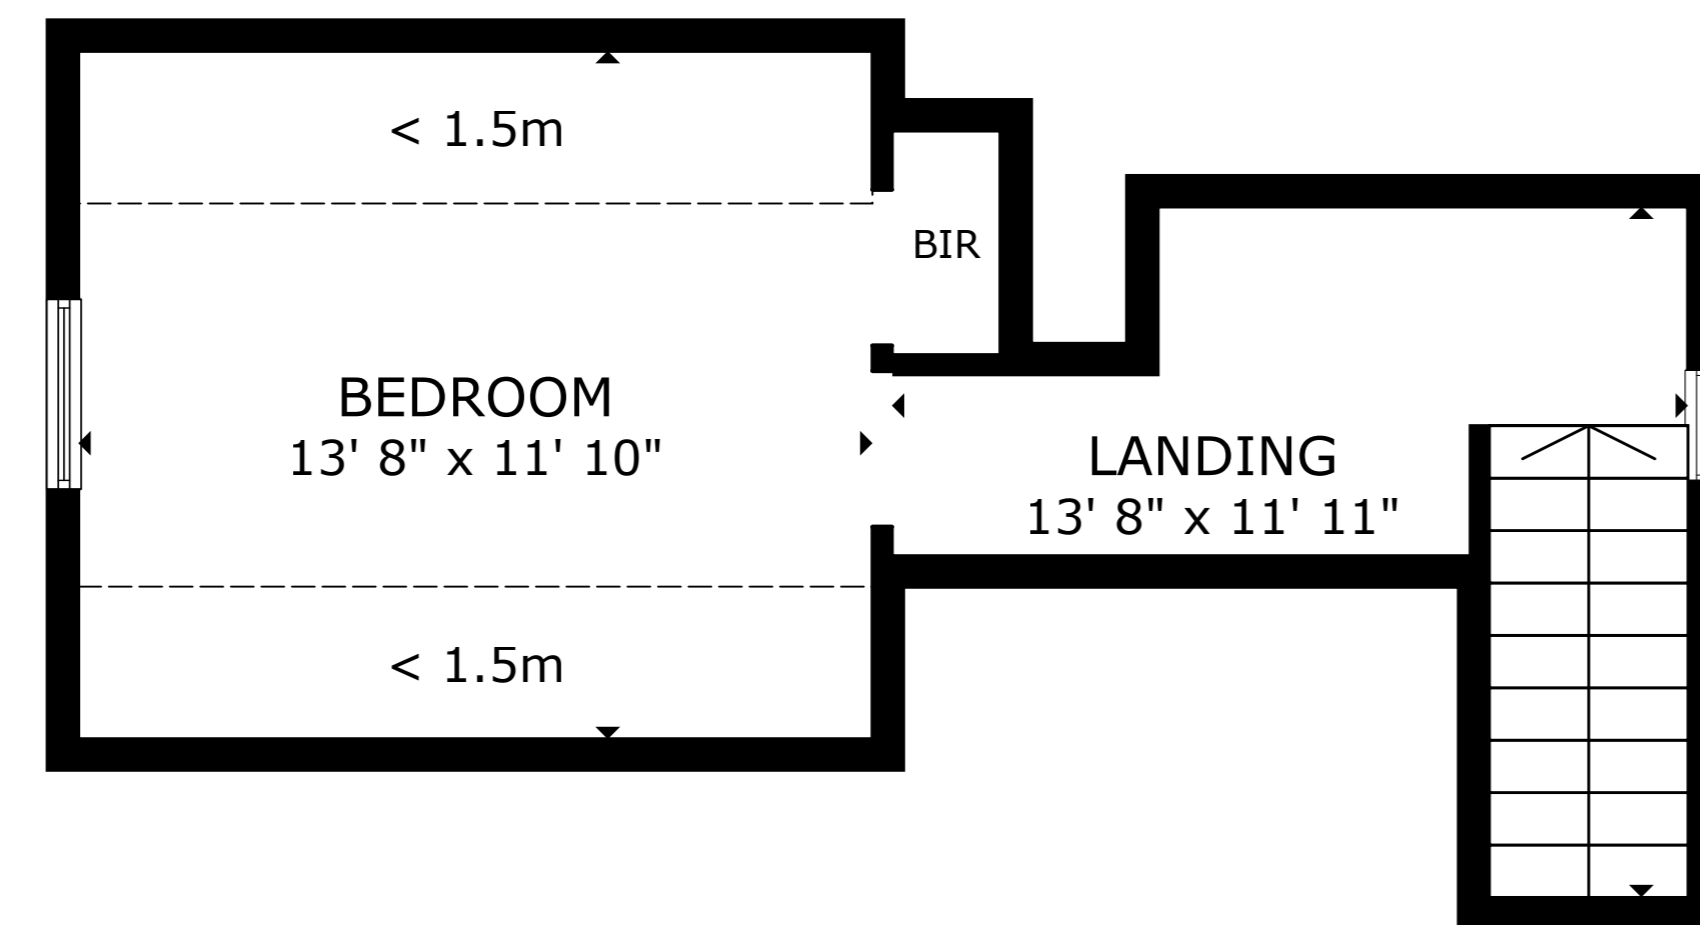 < 1.5m
BIR
BEDROOM
13' 8" x 11' 10"
LANDING
13' 8" x 11' 11"
< 1.5m